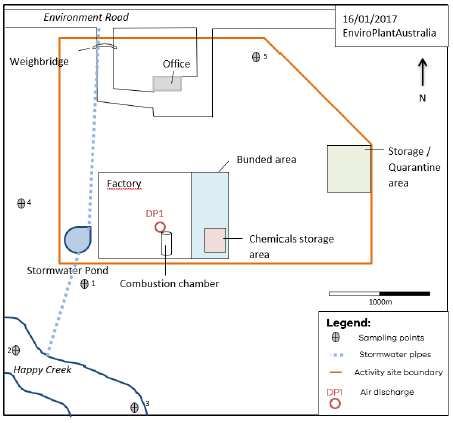 Environment Road
16/01/2017
EnviroPlantAustralia
Weighbridge
Office
5
N
Bunded area
Storage /
Quarantine
area
Factory
DP1
4
Chemicals storage
area
Stormwater Pond
1
Combustion chamber
1000m
2
Happy Creek
3
Legend:
Sampling points
Stormwater pipes
Activity site boundary
DP1
Air discharge